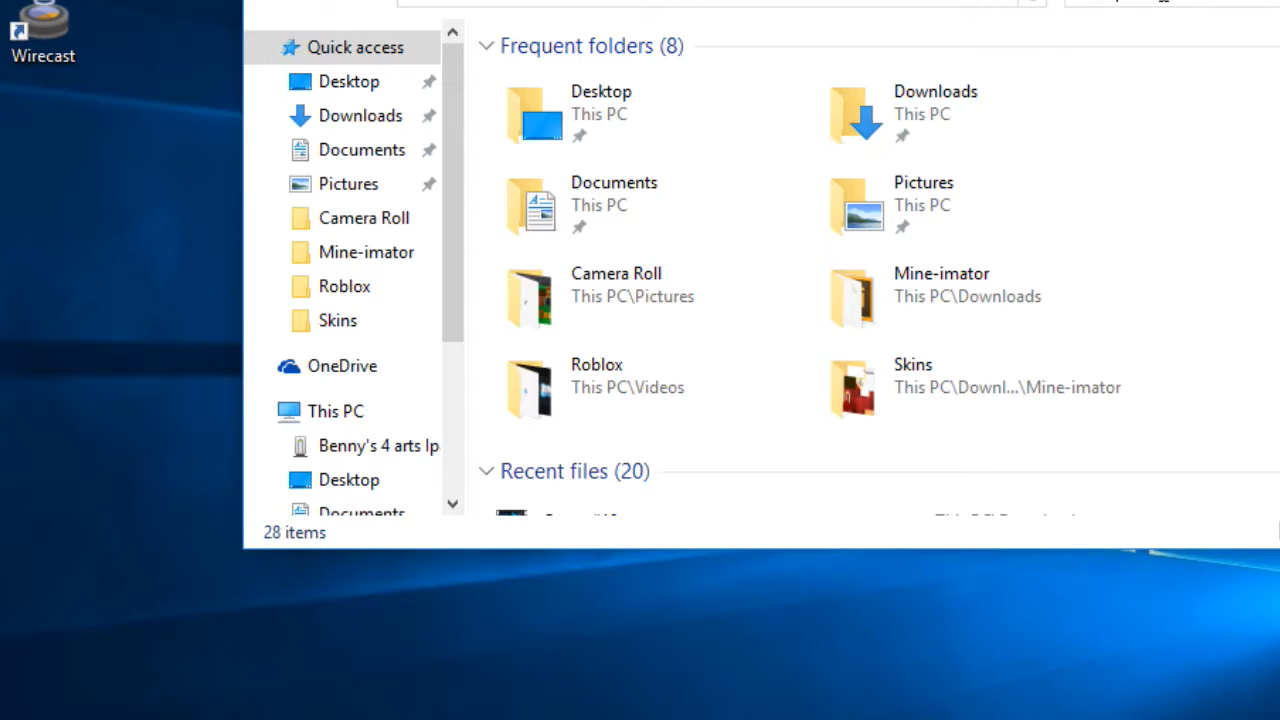 Wirecast
Quick access
Desktop
Downloads
Documents
Pictures
Camera Roll
Mine-imator
Roblox
Skins
OneDrive
This PC
Benny's 4 arts Ip
Desktop
Documents
28 items
Frequent folders (8)
Desktop
This PC
Downloads
This PC
Documents
This PC
Pictures
This PC
Camera Roll
This PC\Pictures
Mine-imator
This PC\Downloads
Roblox
This PC\Videos
Skins
This PC\Downl...\Mine-imator
Recent files (20)